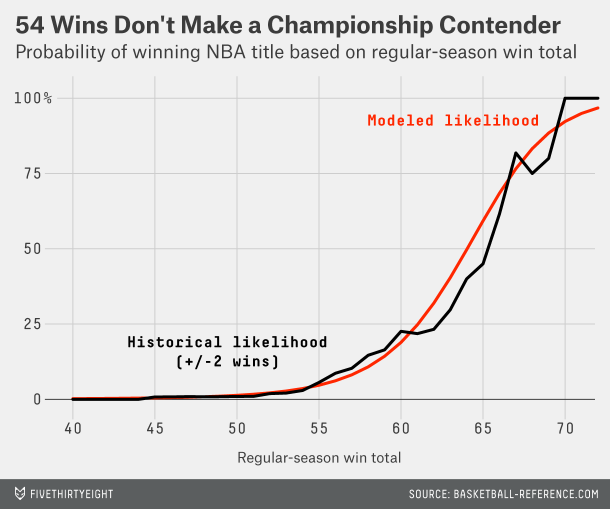 54 Wins Don't Make a Championship Contender
Probability of winning NBA title based on regular-season win total
100%
Modeled likelihood
75
50
25
Historical likelihood
(+/-2 wins)
0
40 45 50 55 60 65 70
Regular-season win total
FIVETHIRTYEIGHT SOURCE: BASKETBALL-REFERENCE.COM